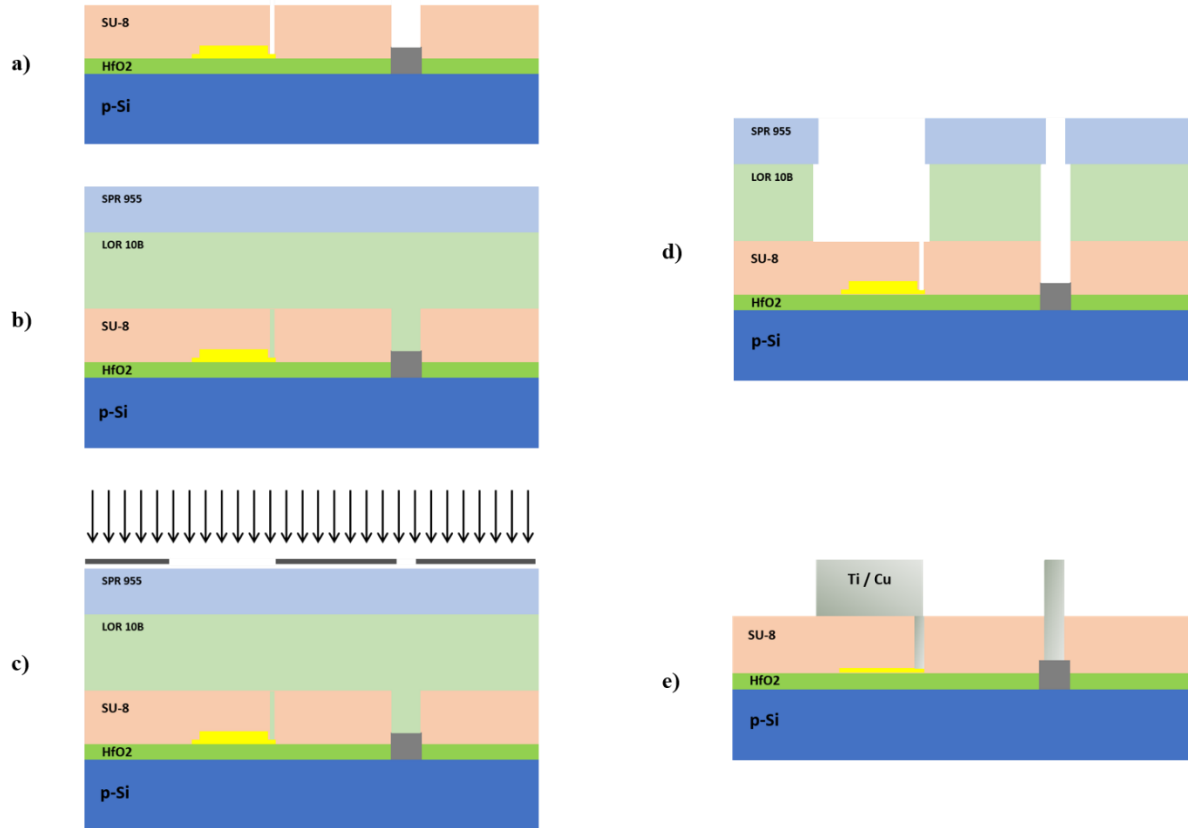 a)
SU-8
HfO2
p-Si
b)
SPR 955
LOR 10B
SU-8
HfO2
p-Si
c)
SPR 955
LOR 10B
SU-8
HfO2
p-Si
d)
SPR 955
LOR 10B
SU-8
HfO2
p-Si
e)
Ti / Cu
SU-8
HfO2
p-Si